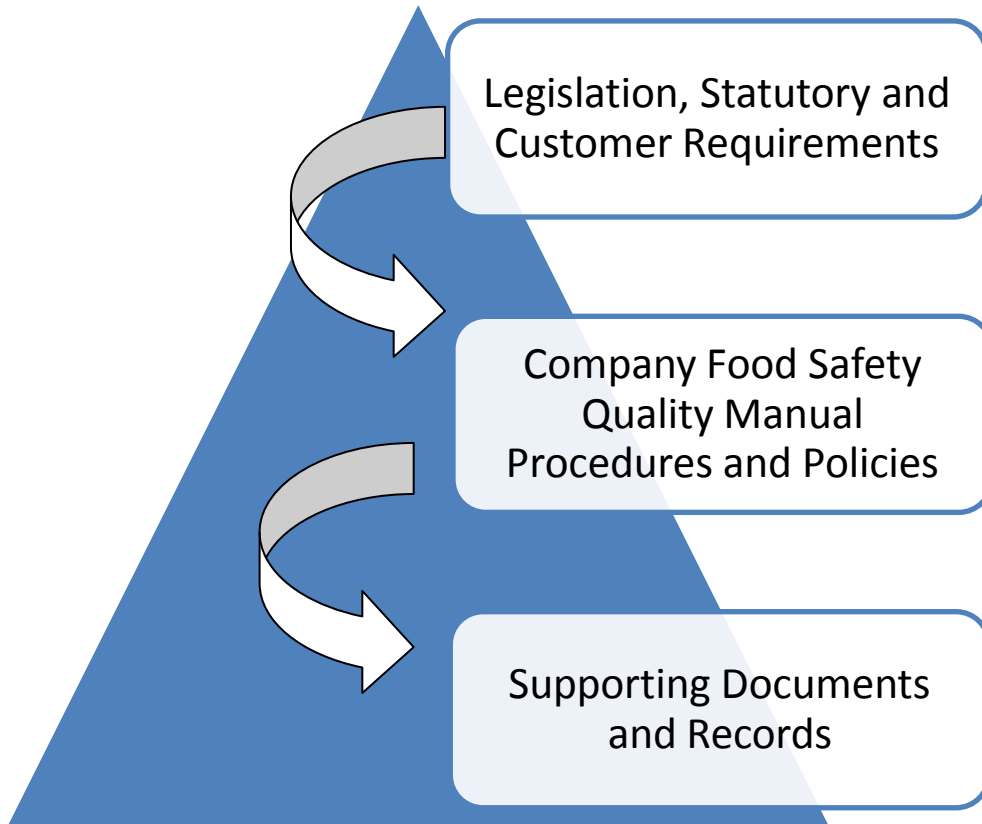 Legislation, Statutory and
Customer Requirements
Company Food Safety
Quality Manual
Procedures and Policies
Supporting Documents
and Records